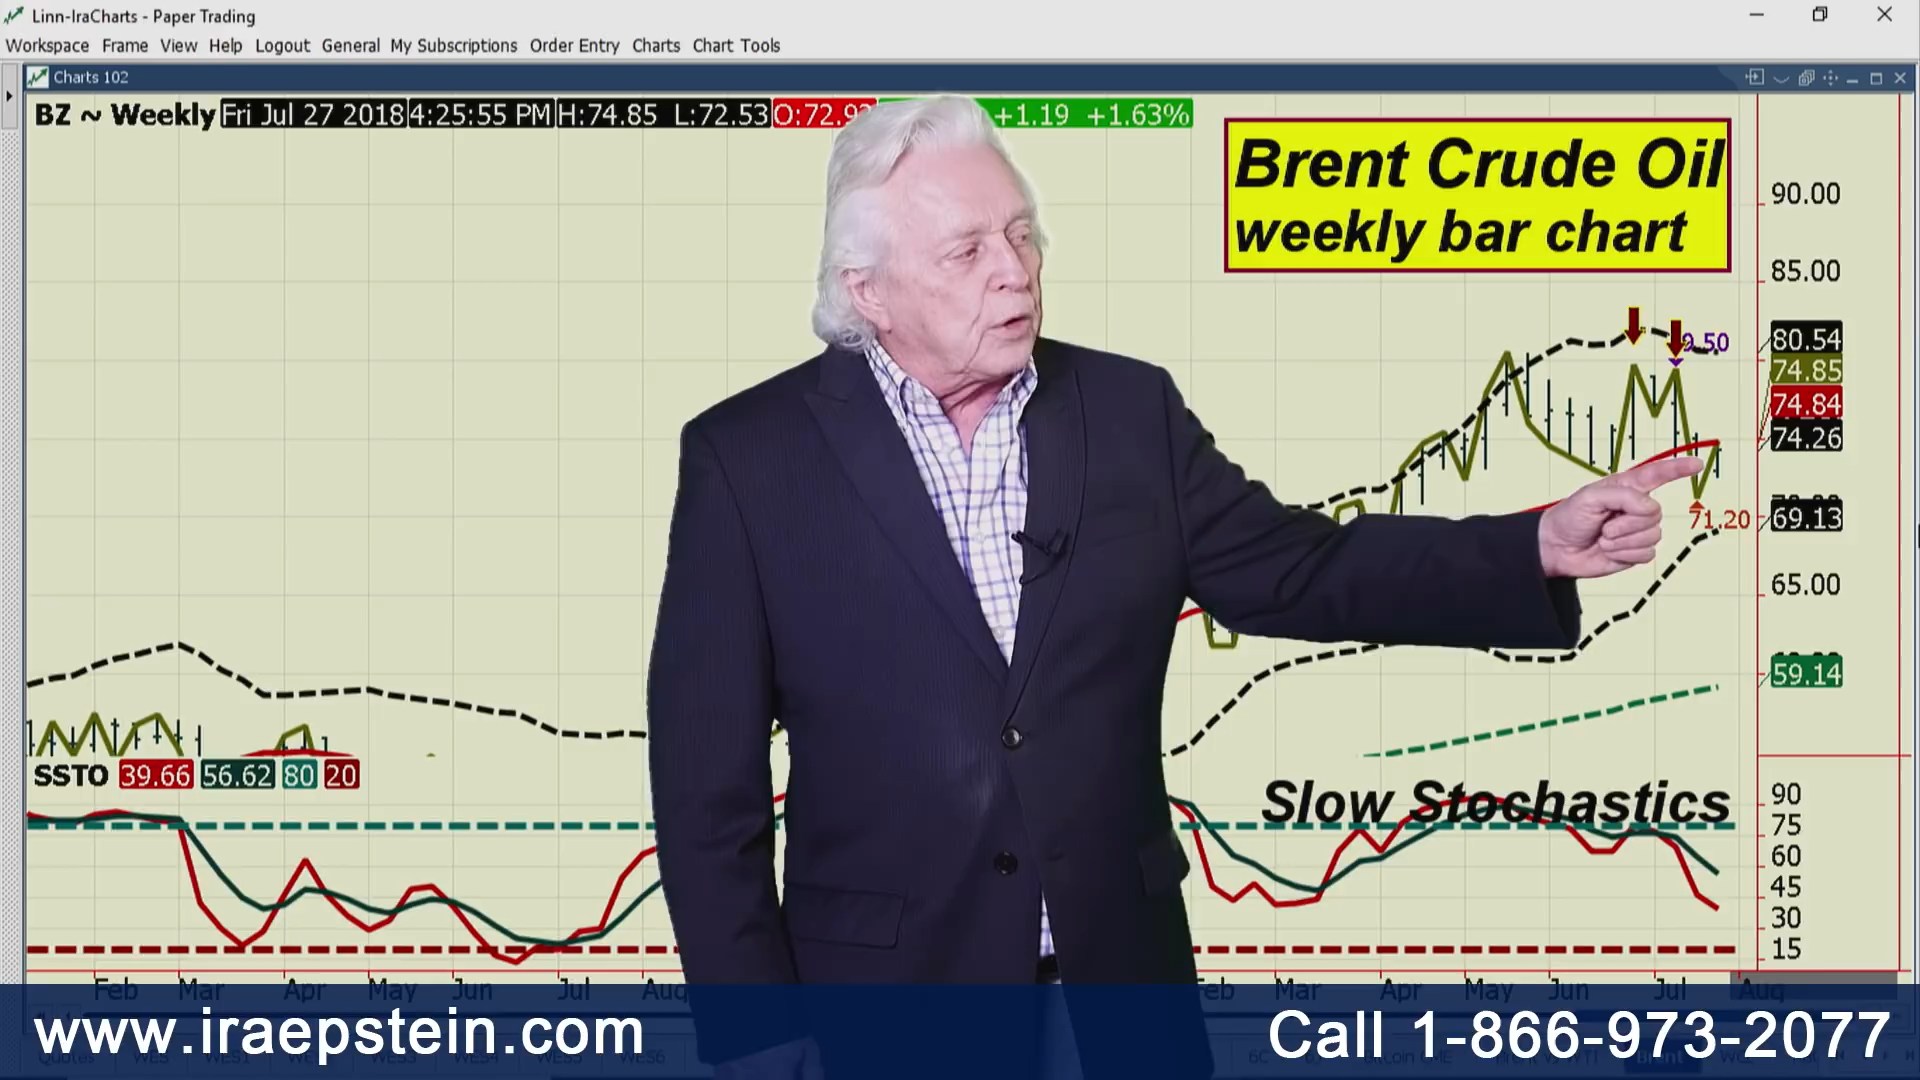 Linn-IraCharts - Paper Trading
Workspace Frame View Help Logout General My Subscriptions Order Entry Charts Chart Tools
Charts 102
BZ ~ Weekly Fri Jul 27 2018 4:25:55 PM H:74.85 L:72.53 O:72.92 +1.19 +1.63%
Brent Crude Oil
weekly bar chart
90.00
85.00
80.54
74.85
74.84
74.26
71.20
69.13
65.00
59.14
SSTO 39.66 56.62 80 20
Slow Stochastics
90
75
60
45
30
15
Feb Mar Apr May Jun Jul Aug Feb Mar Apr May Jun Jul Aug
www.iraepstein.com
Call 1-866-973-2077